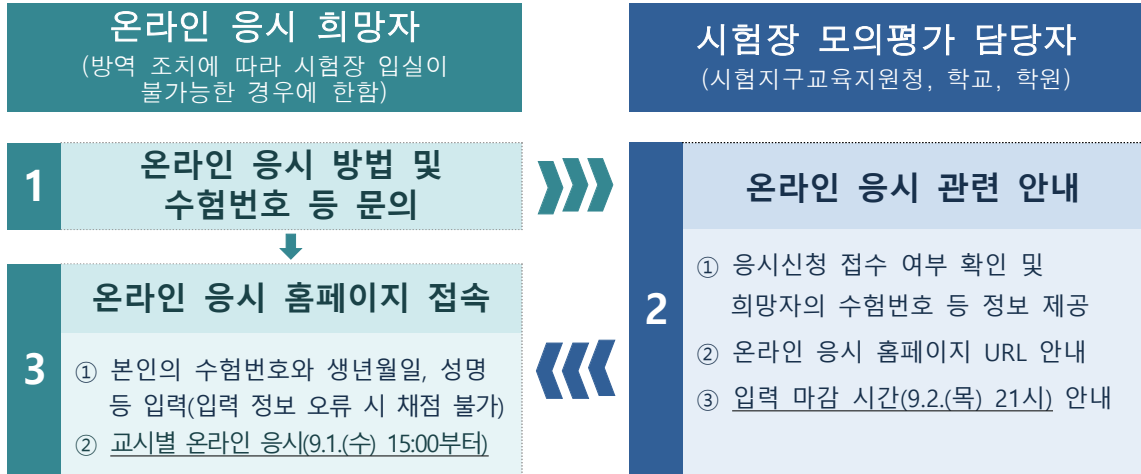 온라인 응시 희망자
(방역 조치에 따라 시험장 입실이
불가능한 경우에 한함)
시험장 모의평가 담당자
(시험지구교육지원청, 학교, 학원)
1
온라인 응시 방법 및
수험번호 등 문의
2
온라인 응시 관련 안내
① 응시신청 접수 여부 확인 및
희망자의 수험번호 등 정보 제공
② 온라인 응시 홈페이지 URL 안내
③ 입력 마감 시간(9.2.(목) 21시) 안내
3
온라인 응시 홈페이지 접속
① 본인의 수험번호와 생년월일, 성명
등 입력(입력 정보 오류 시 채점 불가)
② 교시별 온라인 응시(9.1.(수) 15:00부터)